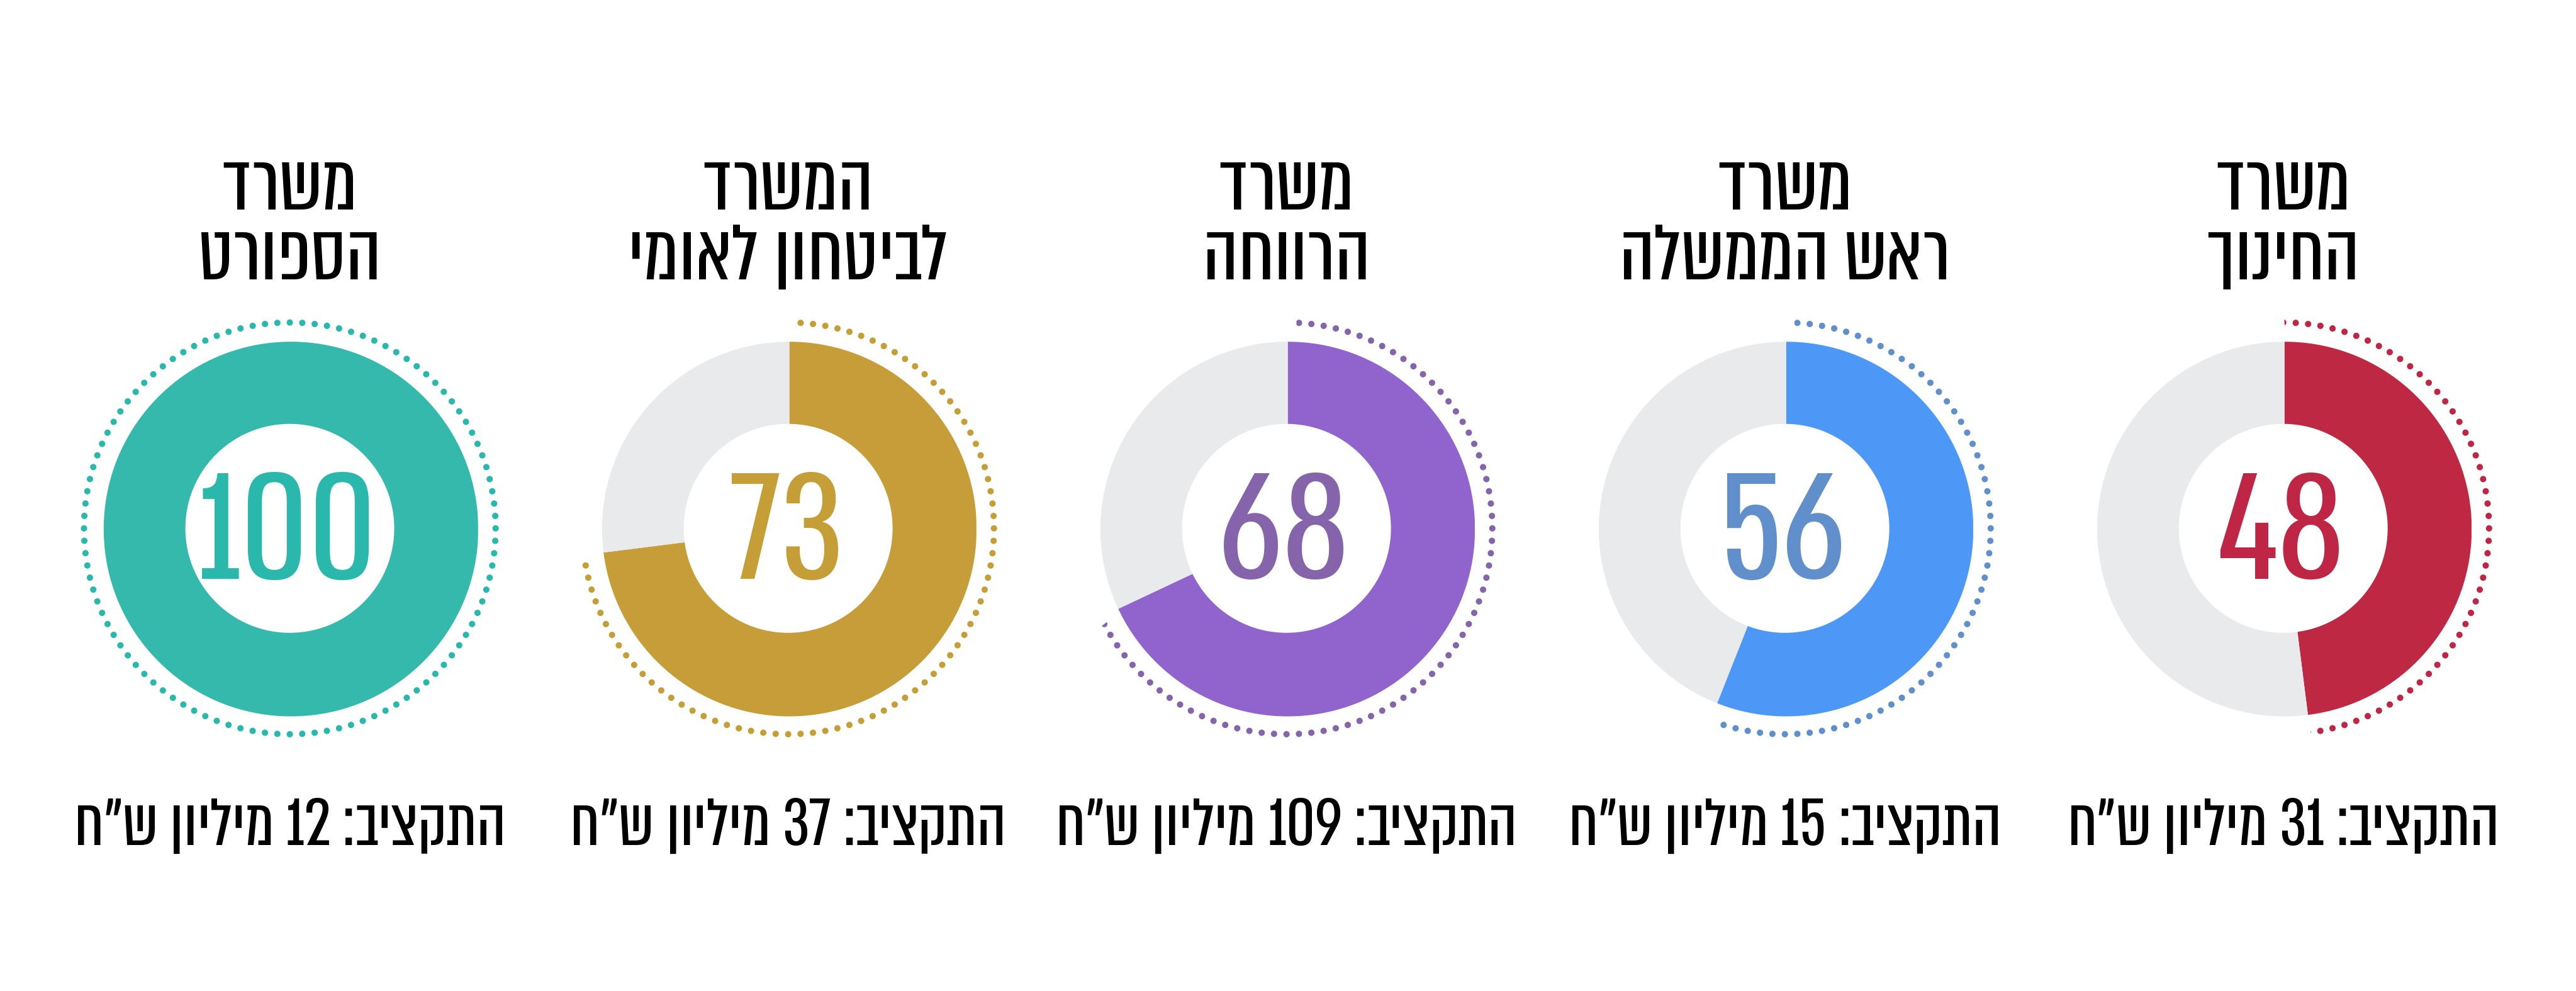 משרד
החינוך
48
התקציב: 31 מיליון ש"ח
משרד
ראש הממשלה
56
התקציב: 15 מיליון ש"ח
משרד
הרווחה
68
התקציב: 109 מיליון ש"ח
המשרד
לביטחון לאומי
73
התקציב: 37 מיליון ש"ח
משרד
הספורט
100
התקציב: 12 מיליון ש"ח